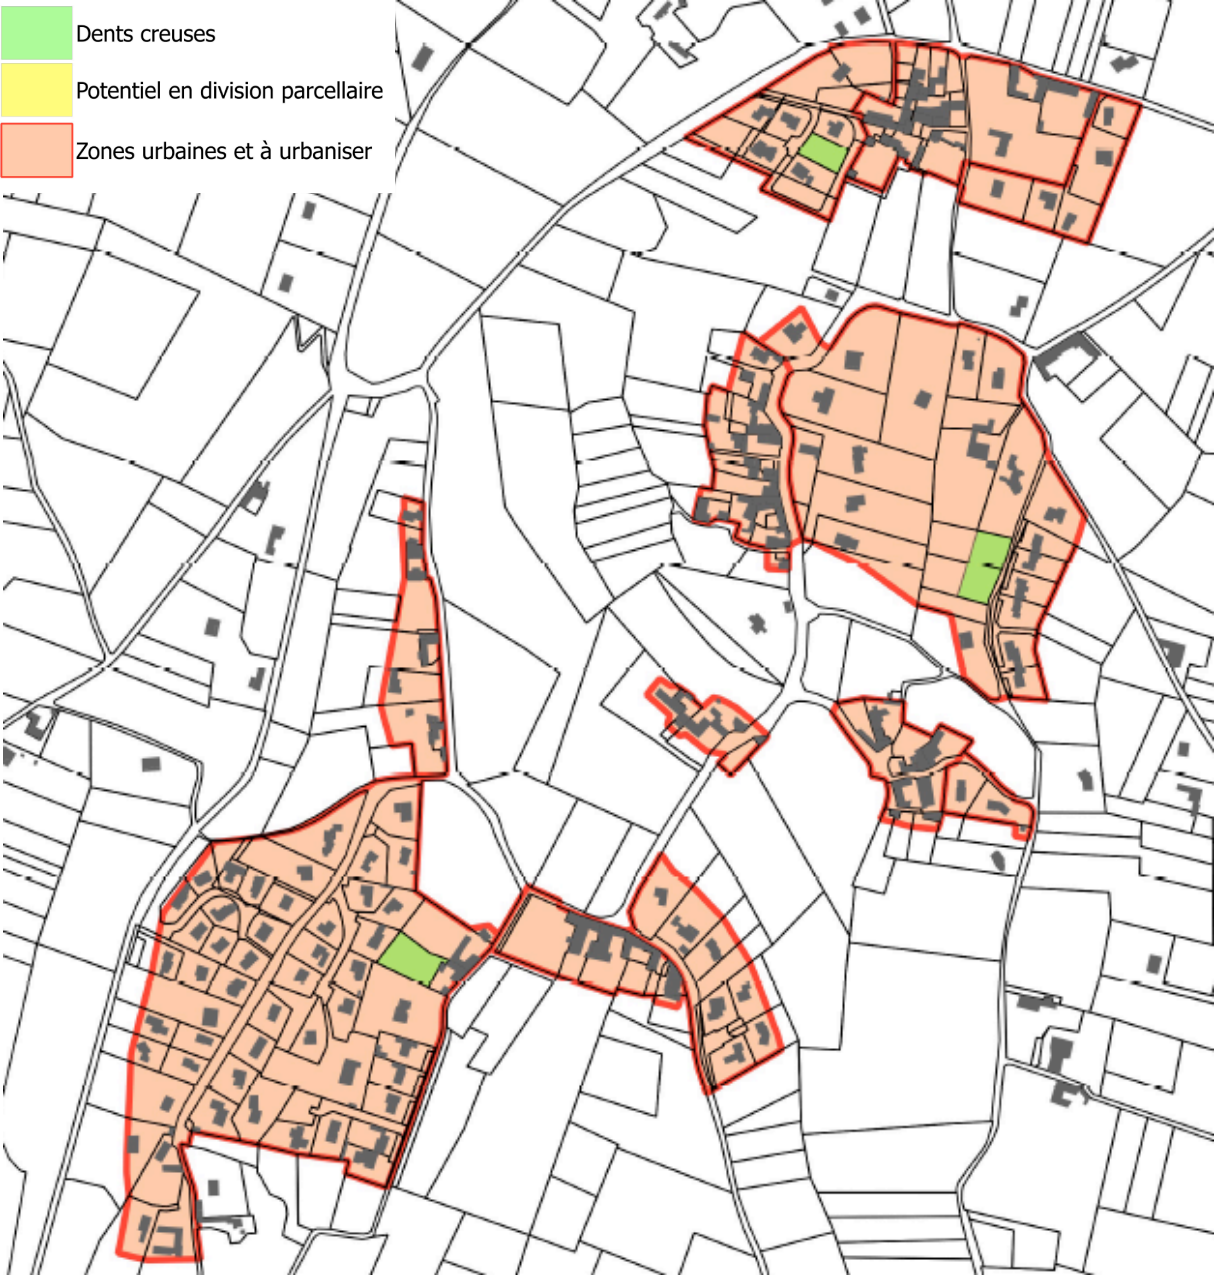 Dents creuses
Potentiel en division parcellaire
Zones urbaines et à urbaniser